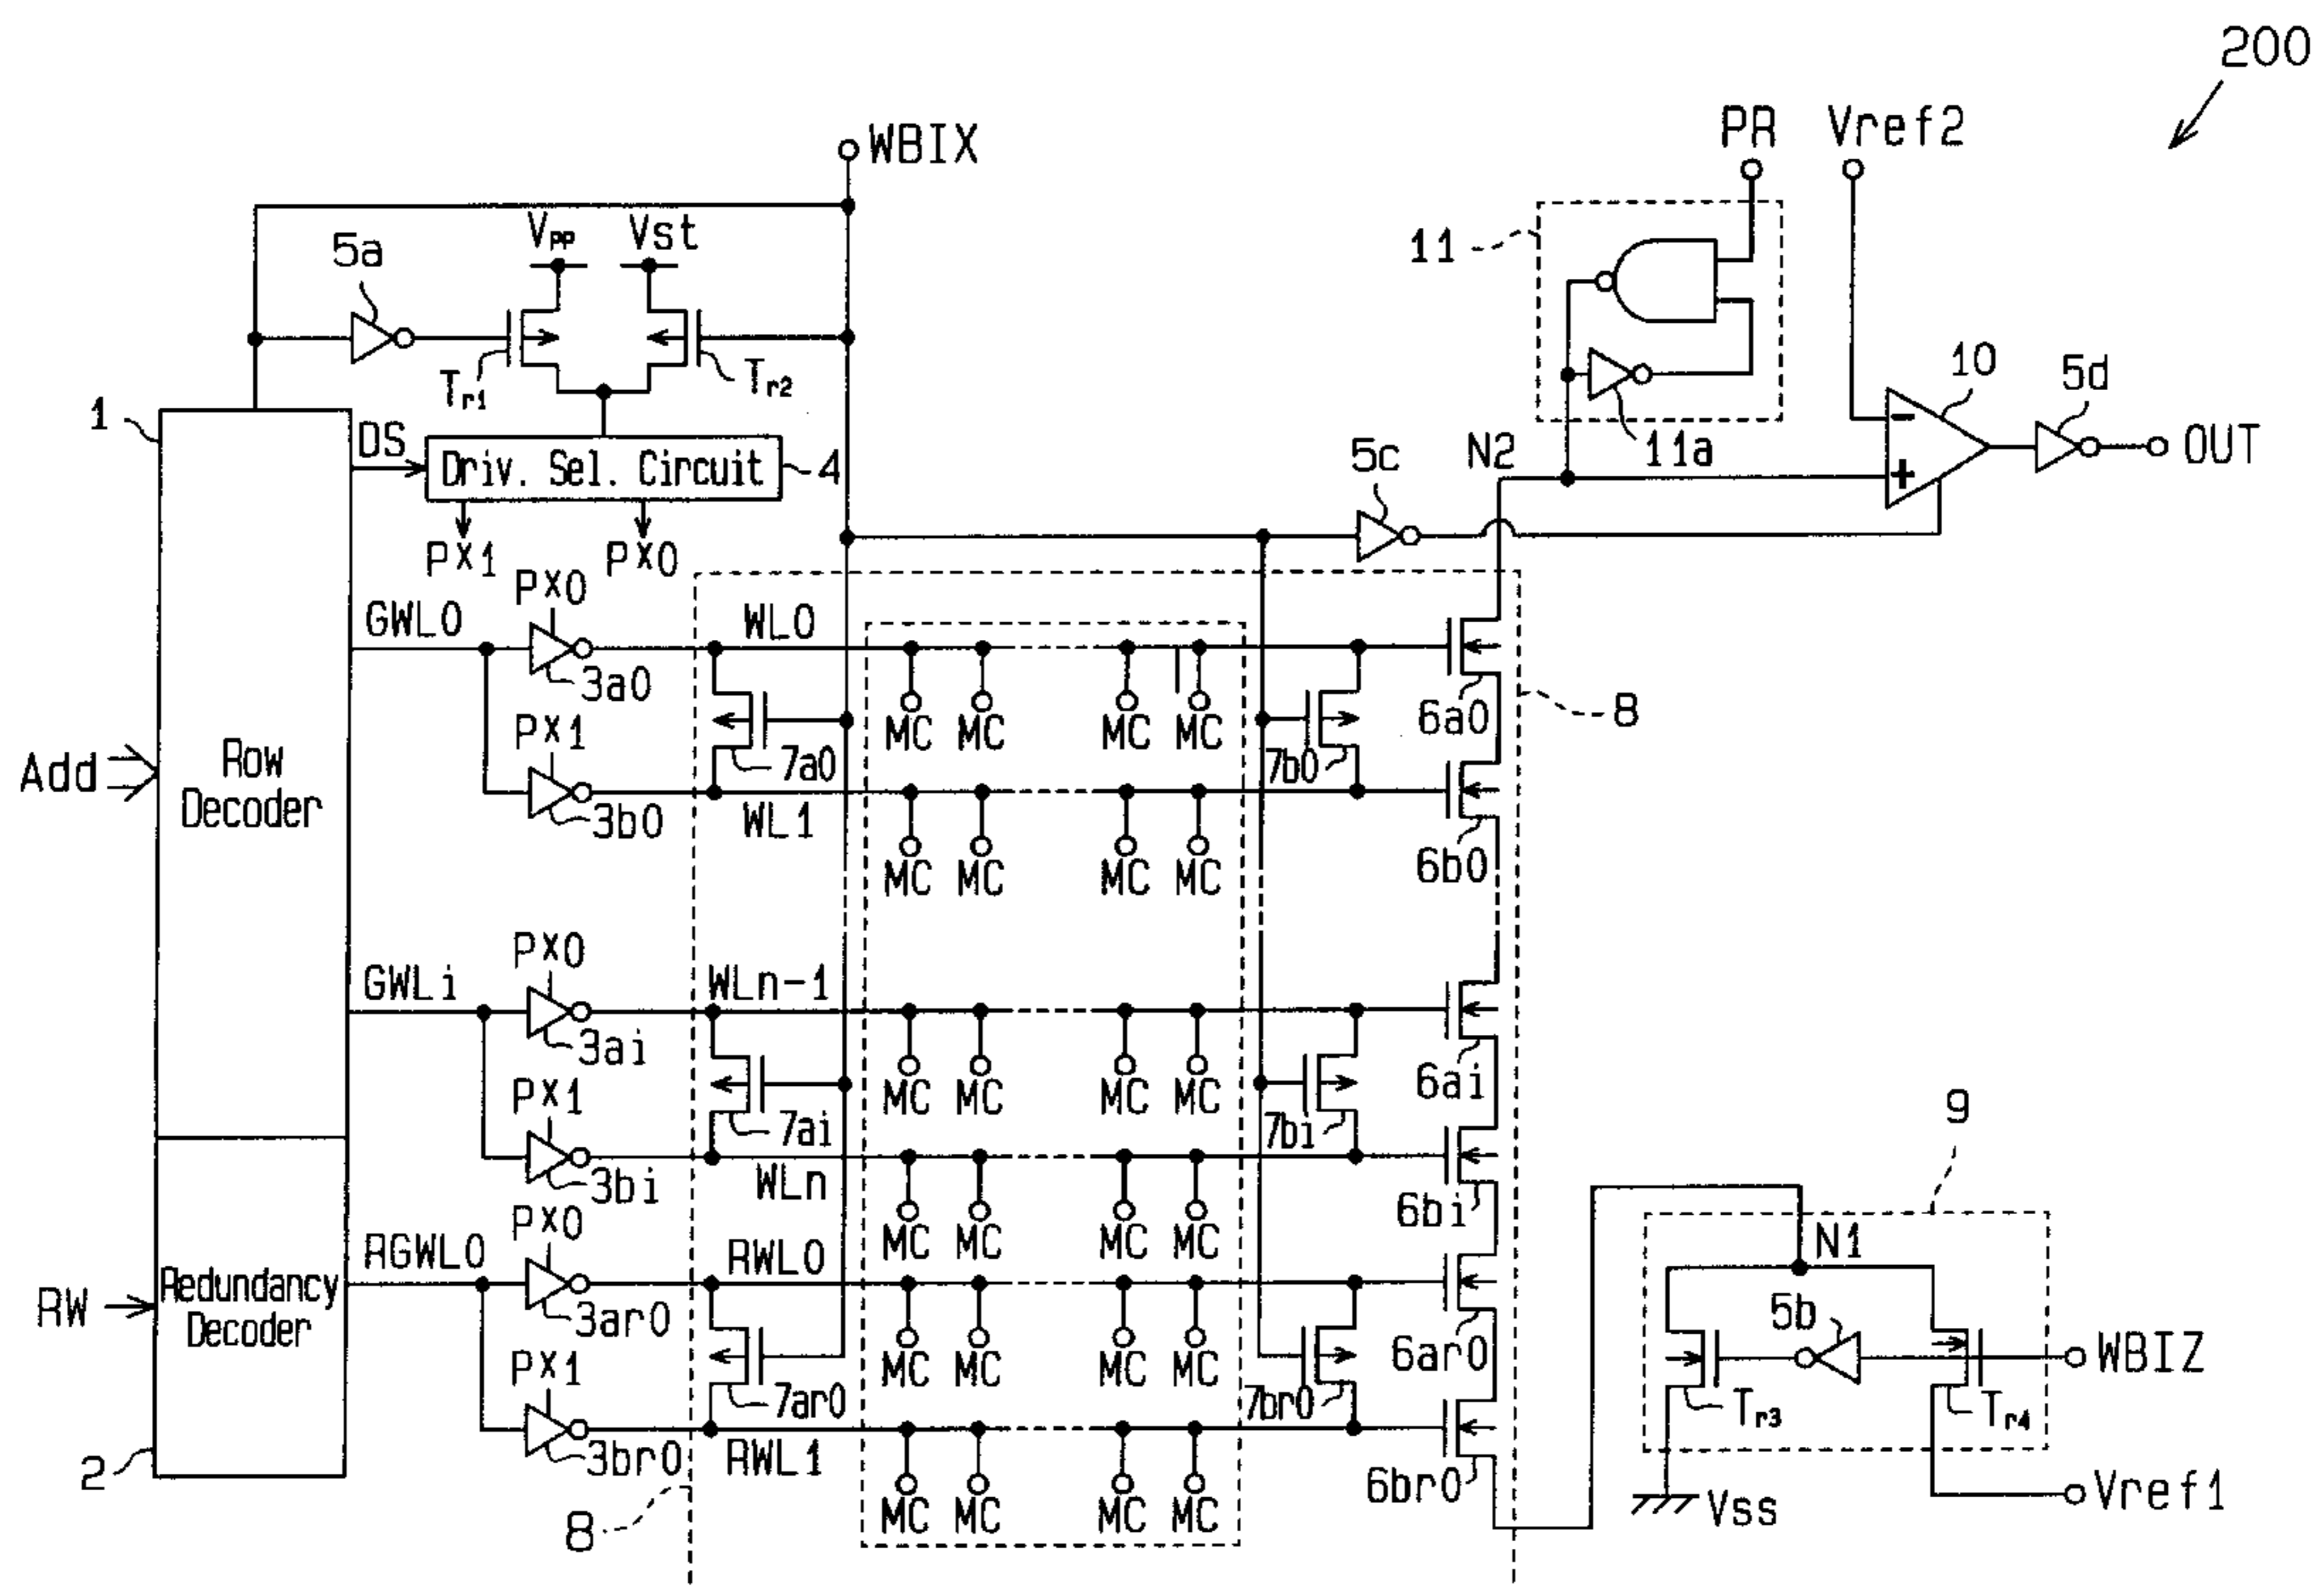 200
PR Vref2
WBIX
Vpp Vst
5a
11
Tr1 Tr2
10
5d
1
DS
Driv. Sel. Circuit
4
5c
N2
11a
OUT
PX1 PX0
PX0
GWL0
WL0
3a0
6a0
8
MC MC MC MC
PX1
7a0
7b0
Add
Row
Decoder
3b0
WL1
6b0
MC MC MC MC
PX0
GWLi
WLn-1
3ai
6ai
MC MC MC MC
PX1
7ai
7bi
9
3bi
WLn
6bi
PX0
MC MC MC MC
RGWL0
RWL0
N1
RW
Redundancy
Decoder
3ar0
5b
6ar0
WBIZ
MC MC MC MC
PX1
7ar0
7br0
Tr3 Tr4
2
3br0
RWL1
6br0
Vref1
Vss
MC MC MC MC
8